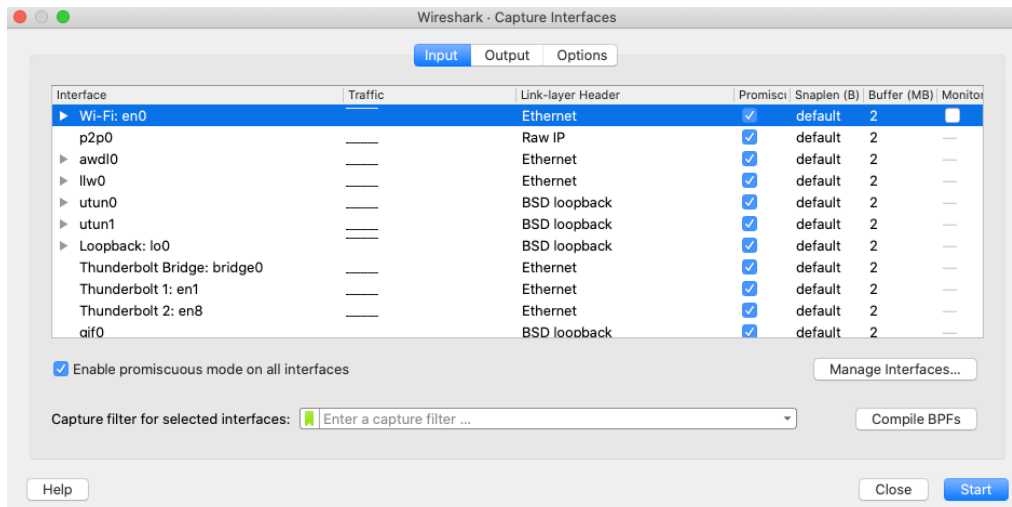 Wireshark · Capture Interfaces
Input Output Options
Interface Traffic Link-layer Header Promisc Snaplen (B) Buffer (MB) Monitor
Wi-Fi: en0 Ethernet default 2
p2p0 Raw IP default 2 —
awdl0 Ethernet default 2 —
llw0 Ethernet default 2 —
utun0 BSD loopback default 2 —
utun1 BSD loopback default 2 —
Loopback: lo0 BSD loopback default 2 —
Thunderbolt Bridge: bridge0 Ethernet default 2 —
Thunderbolt 1: en1 Ethernet default 2 —
Thunderbolt 2: en8 Ethernet default 2 —
gif0 BSD loopback default 2 —
Enable promiscuous mode on all interfaces Manage Interfaces...
Capture filter for selected interfaces: Enter a capture filter ... Compile BPFs
Help Close Start